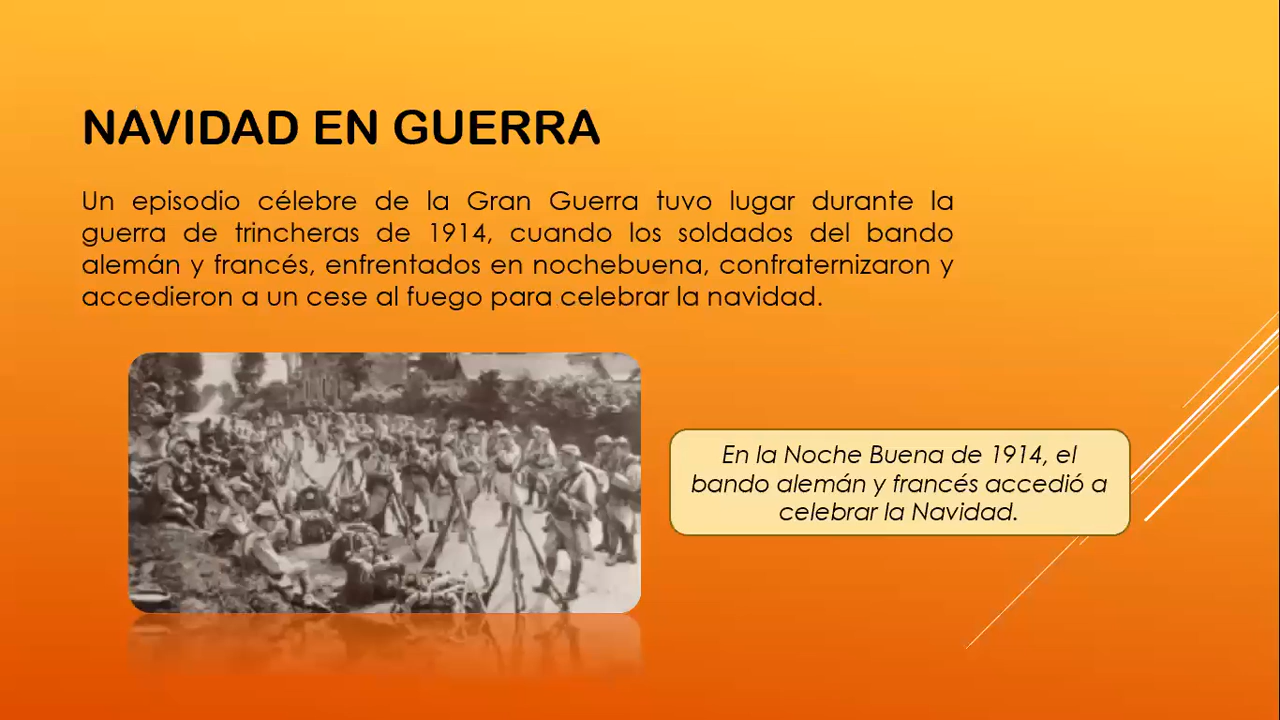 NAVIDAD EN GUERRA
Un episodio célebre de la Gran Guerra tuvo lugar durante la
guerra de trincheras de 1914, cuando los soldados del bando
alemán y francés, enfrentados en nochebuena, confraternizaron y
accedieron a un cese al fuego para celebrar la navidad.
En la Noche Buena de 1914, el
bando alemán y francés accedió a
celebrar la Navidad.